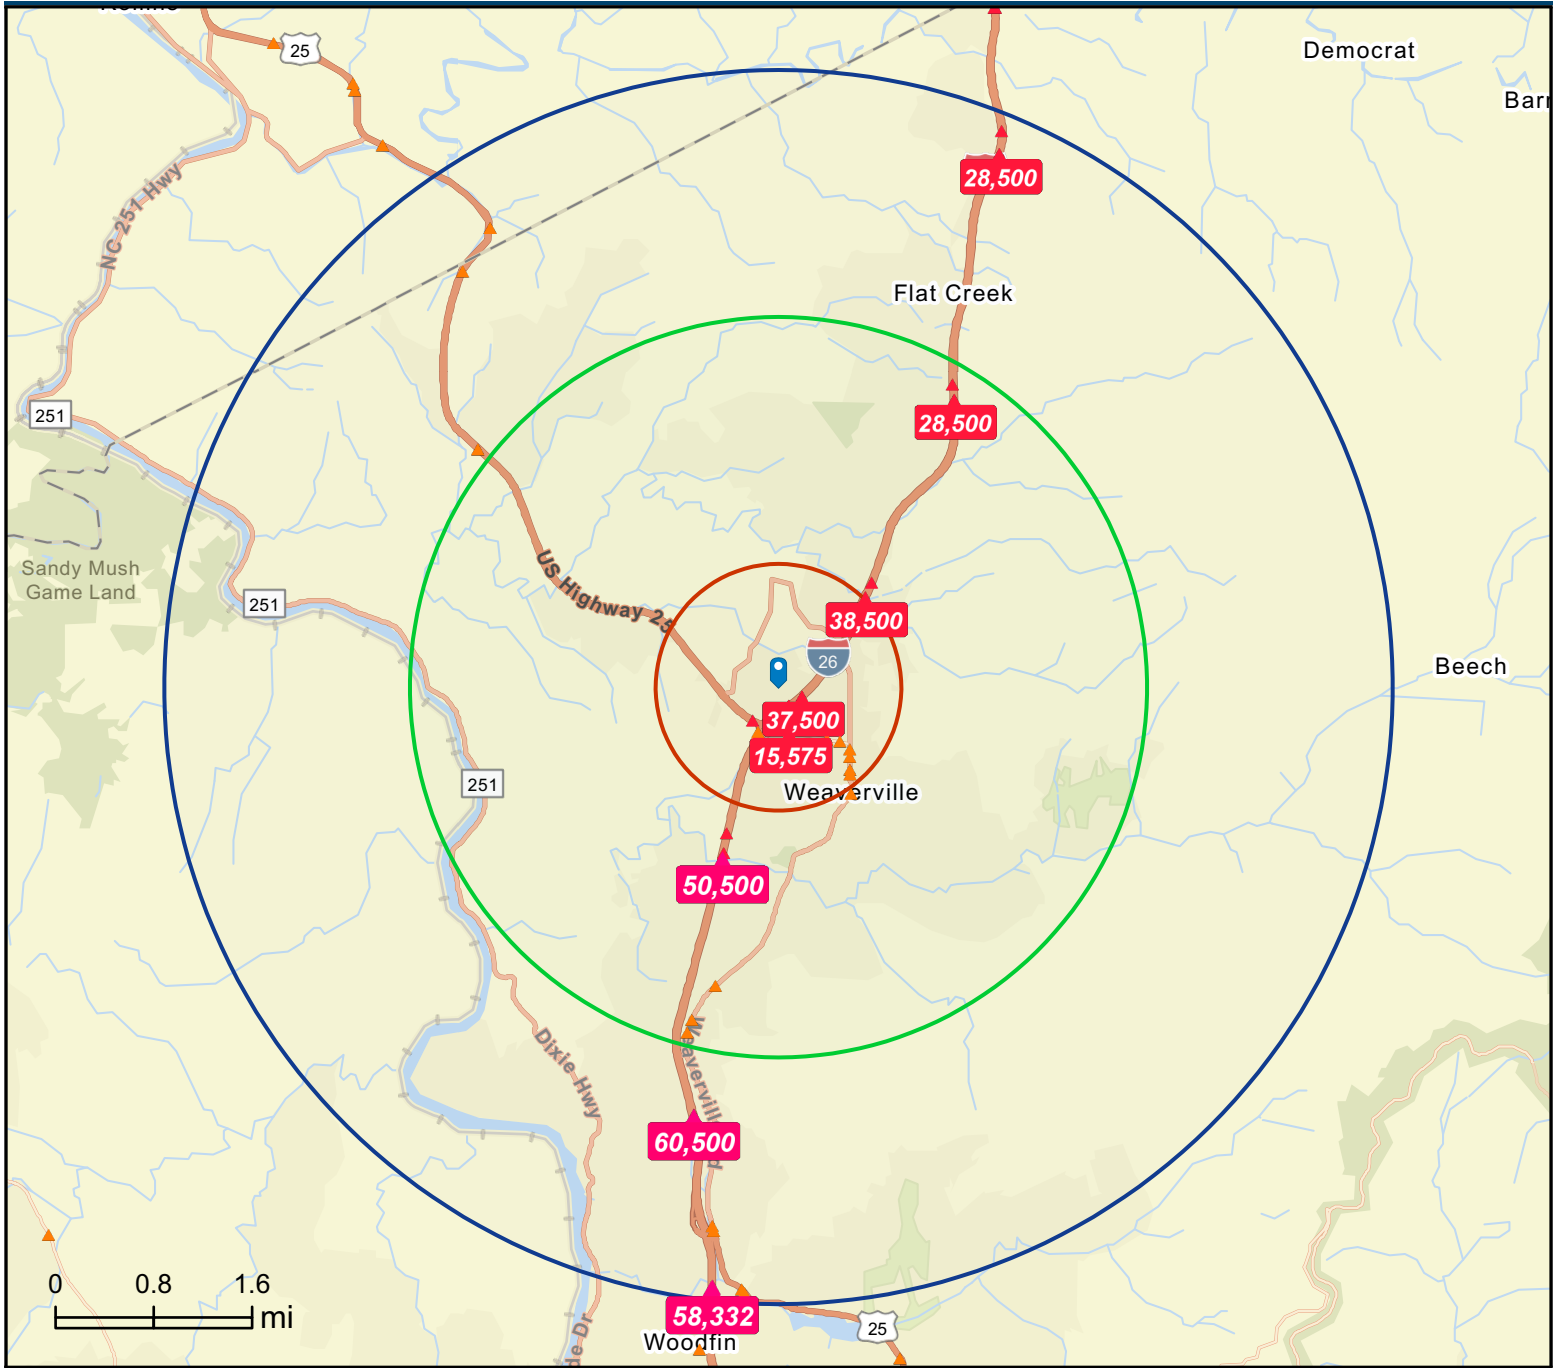 25
Democrat
NC 251 Hwy
28,500
Flat Creek
251
28,500
Sandy Mush
Game Land
US Highway 25
251
38,500
26
Beech
37,500
15,575
251
Weaverville
50,500
Dixie Hwy
60,500
0 0.8 1.6
mi
58,332
25
Woodfin